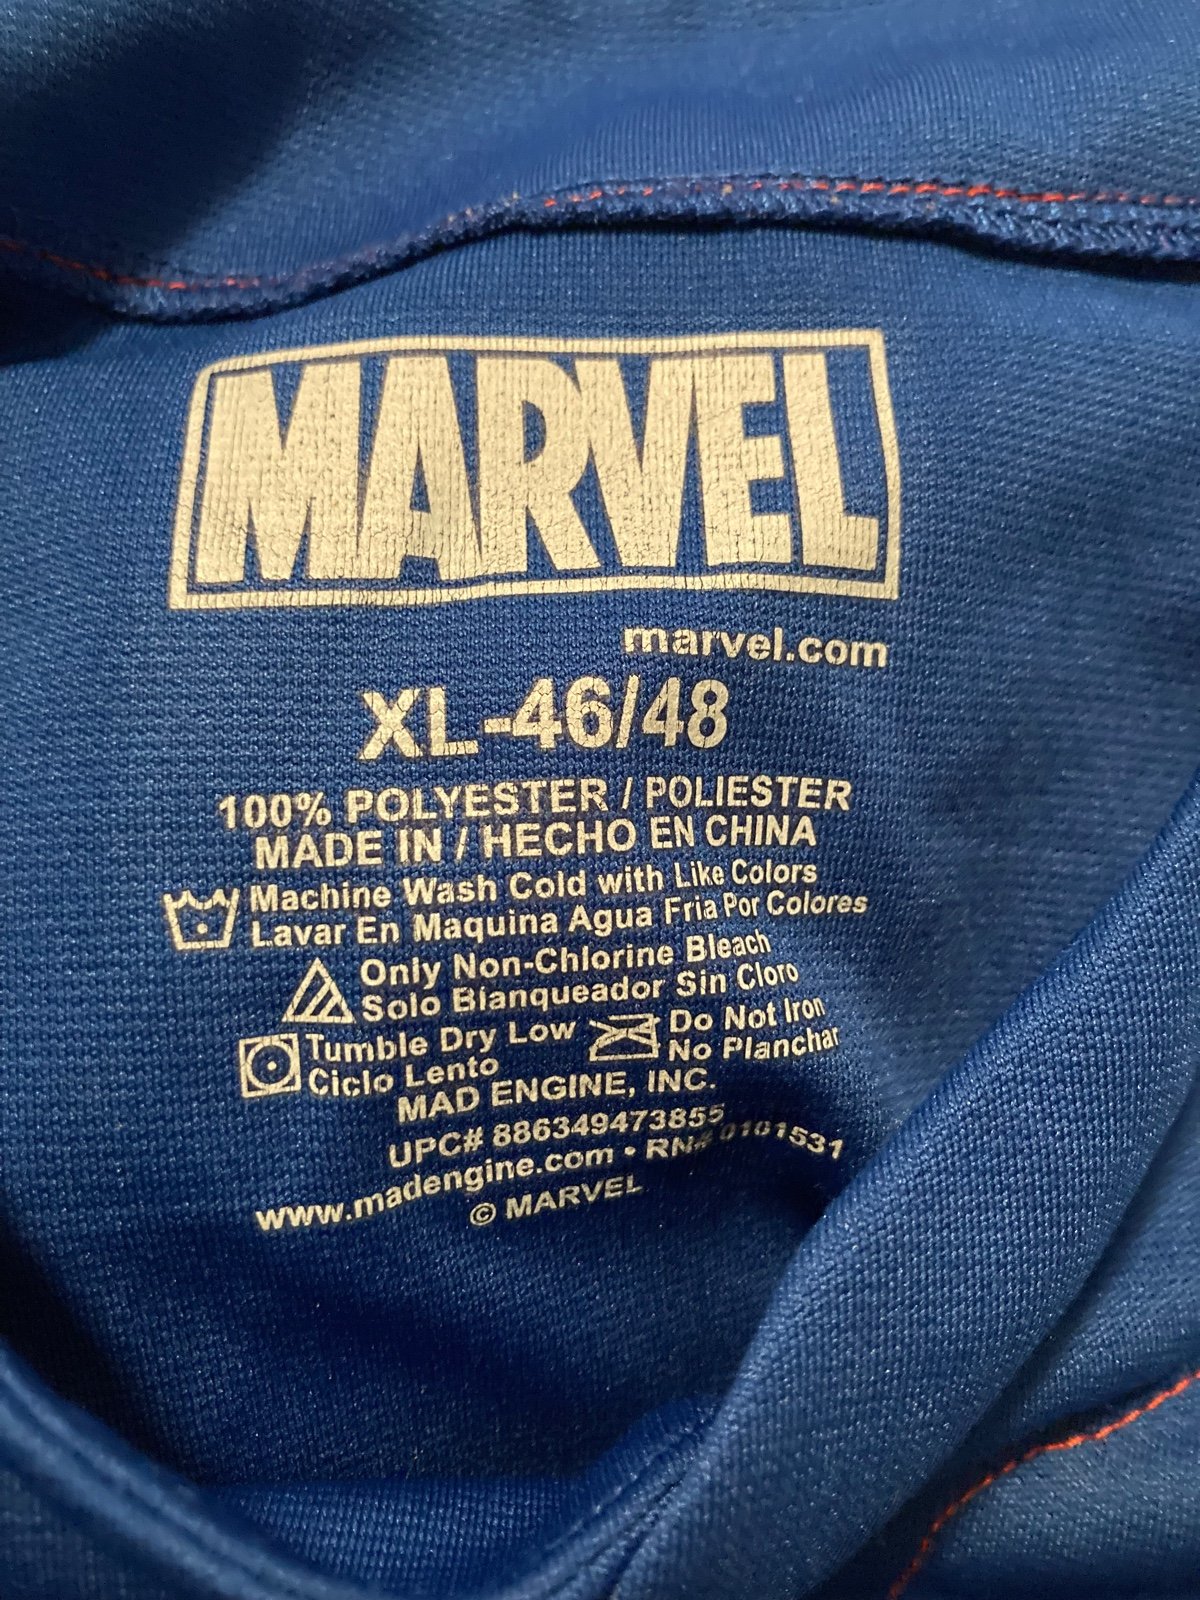 MARVEL
marvel.com
XL-46/48
100% POLYESTER / POLIESTER
MADE IN / HECHO EN CHINA
Machine Wash Cold with Like Colors
Lavar En Maquina Agua Fria Por Colores
Only Non-Chlorine Bleach
Solo Blanqueador Sin Cloro
Tumble Dry Low
Ciclo Lento
Do Not Iron
No Planchar
MAD ENGINE, INC.
UPC# 886349473855
www.madengine.com • RN# 0101531
© MARVEL